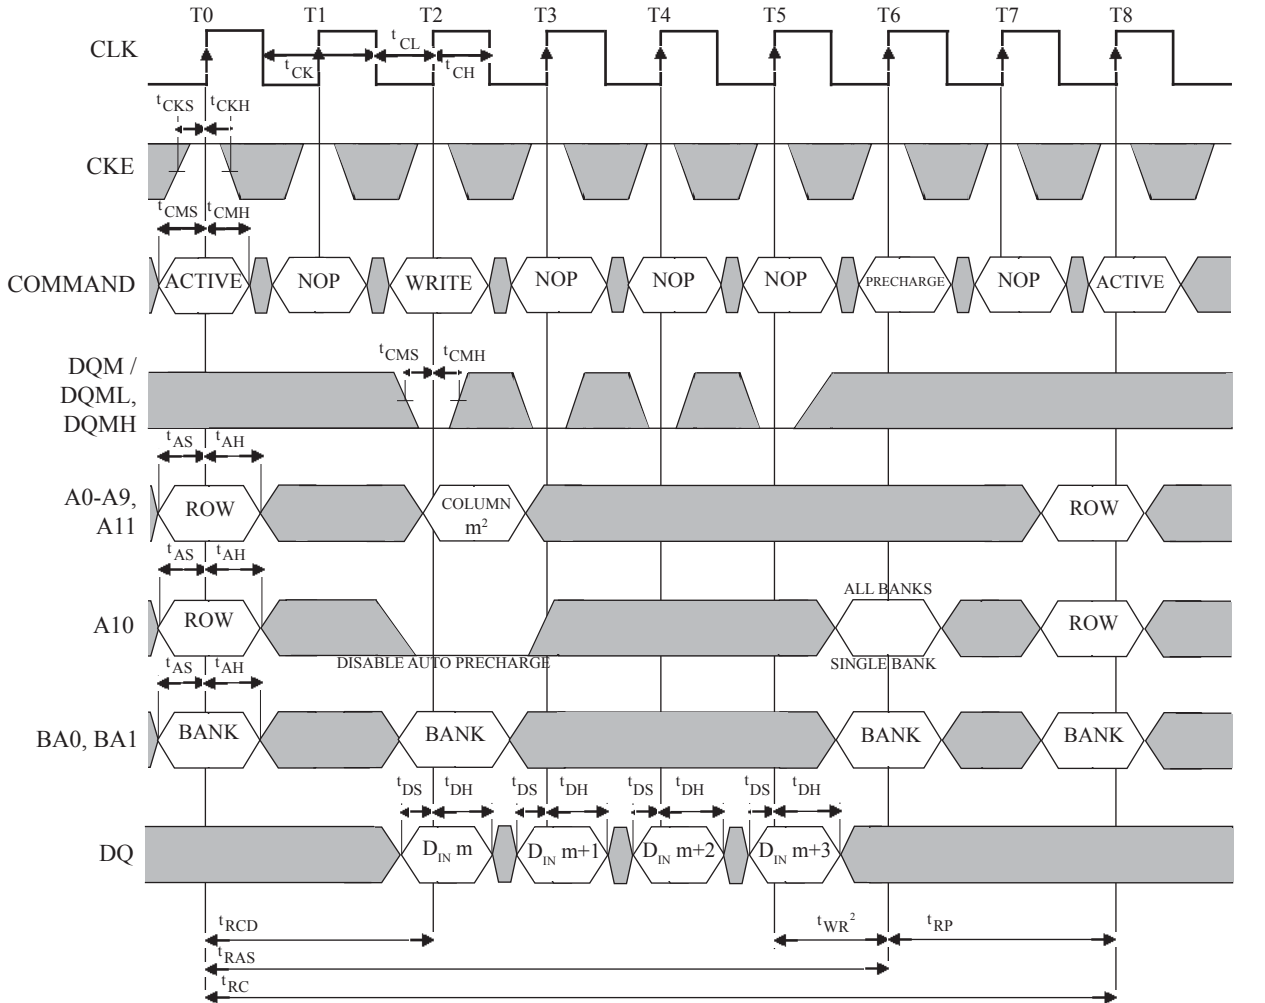 T0 T1 T2 T3 T4 T5 T6 T7 T8
CLK
tCK tCL tCH
tCKS tCKH
CKE
tCMS tCMH
COMMAND ACTIVE NOP WRITE NOP NOP NOP PRECHARGE NOP ACTIVE
tCMS tCMH
DQM /
DQML,
DQMH
tAS tAH
A0-A9,
A11
ROW COLUMN
m² ROW
tAS tAH
ALL BANKS
A10 ROW ROW
DISABLE AUTO PRECHARGE SINGLE BANK
tAS tAH
BA0, BA1 BANK BANK BANK BANK
tDS tDH tDS tDH tDS tDH tDS tDH
DQ DIN m DIN m+1 DIN m+2 DIN m+3
tRCD tWR² tRP
tRAS
tRC